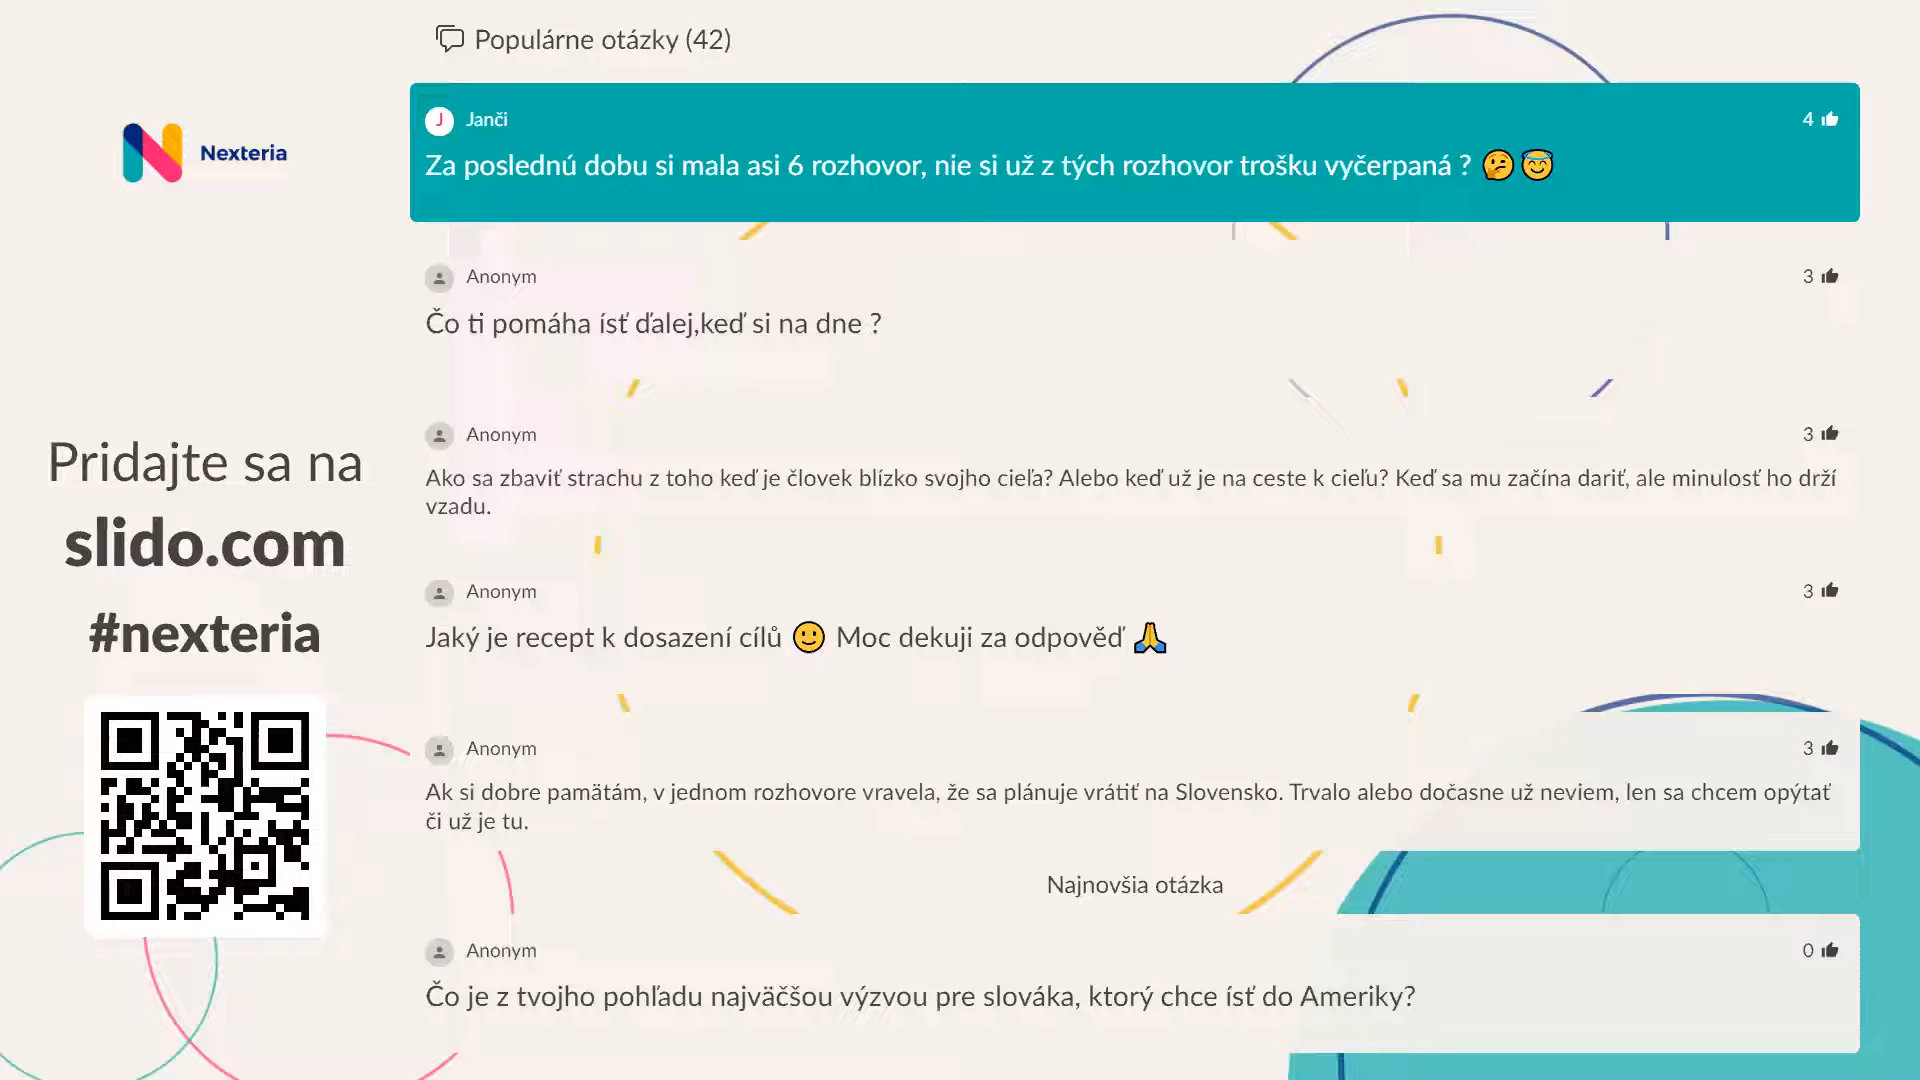 Populárne otázky (42)
Nexteria
J Janči 4
Za poslednú dobu si mala asi 6 rozhovor, nie si už z tých rozhovor trošku vyčerpaná ? 🤔😇
Anonym 3
Čo ti pomáha ísť ďalej,keď si na dne ?
Anonym 3
Ako sa zbaviť strachu z toho keď je človek blízko svojho cieľa? Alebo keď už je na ceste k cieľu? Keď sa mu začína dariť, ale minulosť ho drží
vzadu.
Pridajte sa na
slido.com
#nexteria
Anonym 3
Jaký je recept k dosazení cílů 🙂 Moc dekuji za odpověď 🙏
Anonym 3
Ak si dobre pamätám, v jednom rozhovore vravela, že sa plánuje vrátiť na Slovensko. Trvalo alebo dočasne už neviem, len sa chcem opýtať
či už je tu.
Najnovšia otázka
Anonym 0
Čo je z tvojho pohľadu najväčšou výzvou pre slováka, ktorý chce ísť do Ameriky?